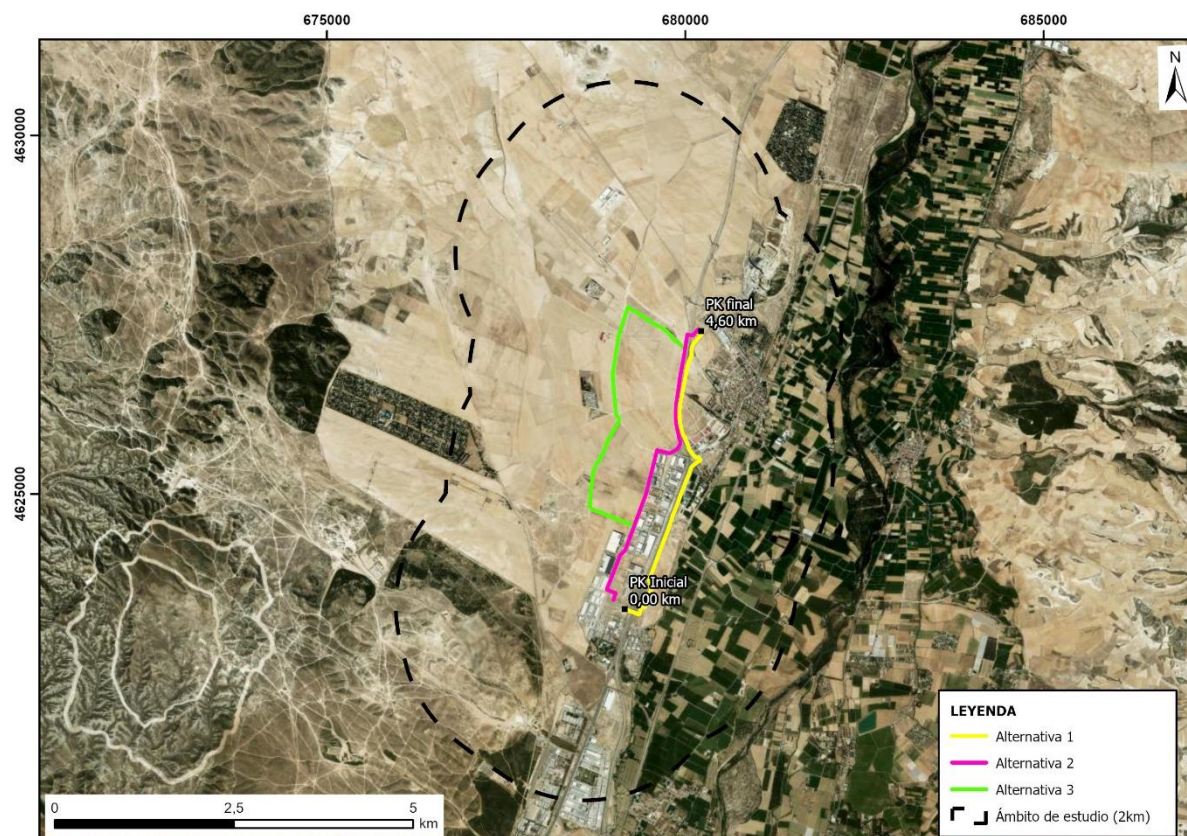 675000
680000
685000
N
4630000
4625000
PK final
4,60 km
PK Inicial
0,00 km
LEYENDA
Alternativa 1
Alternativa 2
Alternativa 3
Ámbito de estudio (2km)
0
2,5
5
km